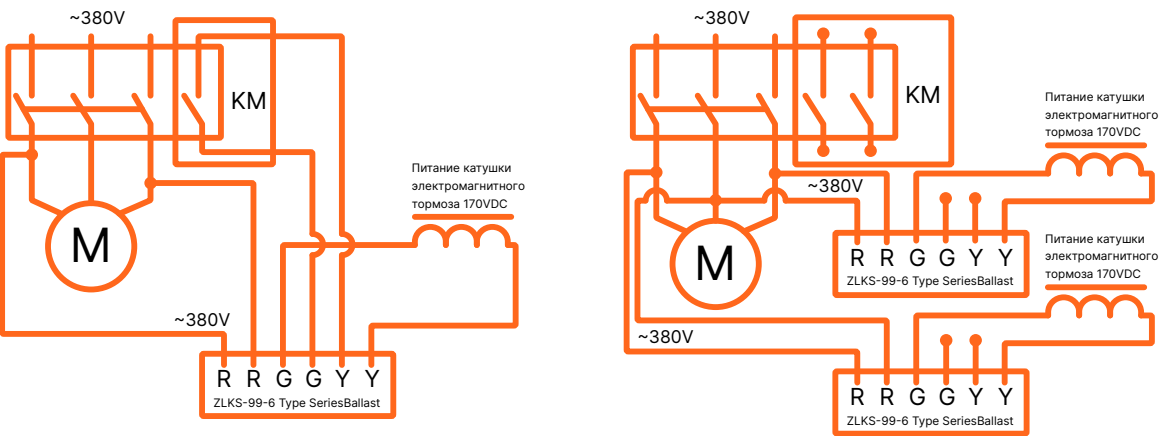 ~380V
KM
Питание катушки
электромагнитного
тормоза 170VDC
M
~380V
R R G G Y Y
ZLKS-99-6 Type SeriesBallast
~380V
KM
Питание катушки
электромагнитного
тормоза 170VDC
~380V
M
R R G G Y Y
ZLKS-99-6 Type SeriesBallast
Питание катушки
электромагнитного
тормоза 170VDC
~380V
R R G G Y Y
ZLKS-99-6 Type SeriesBallast